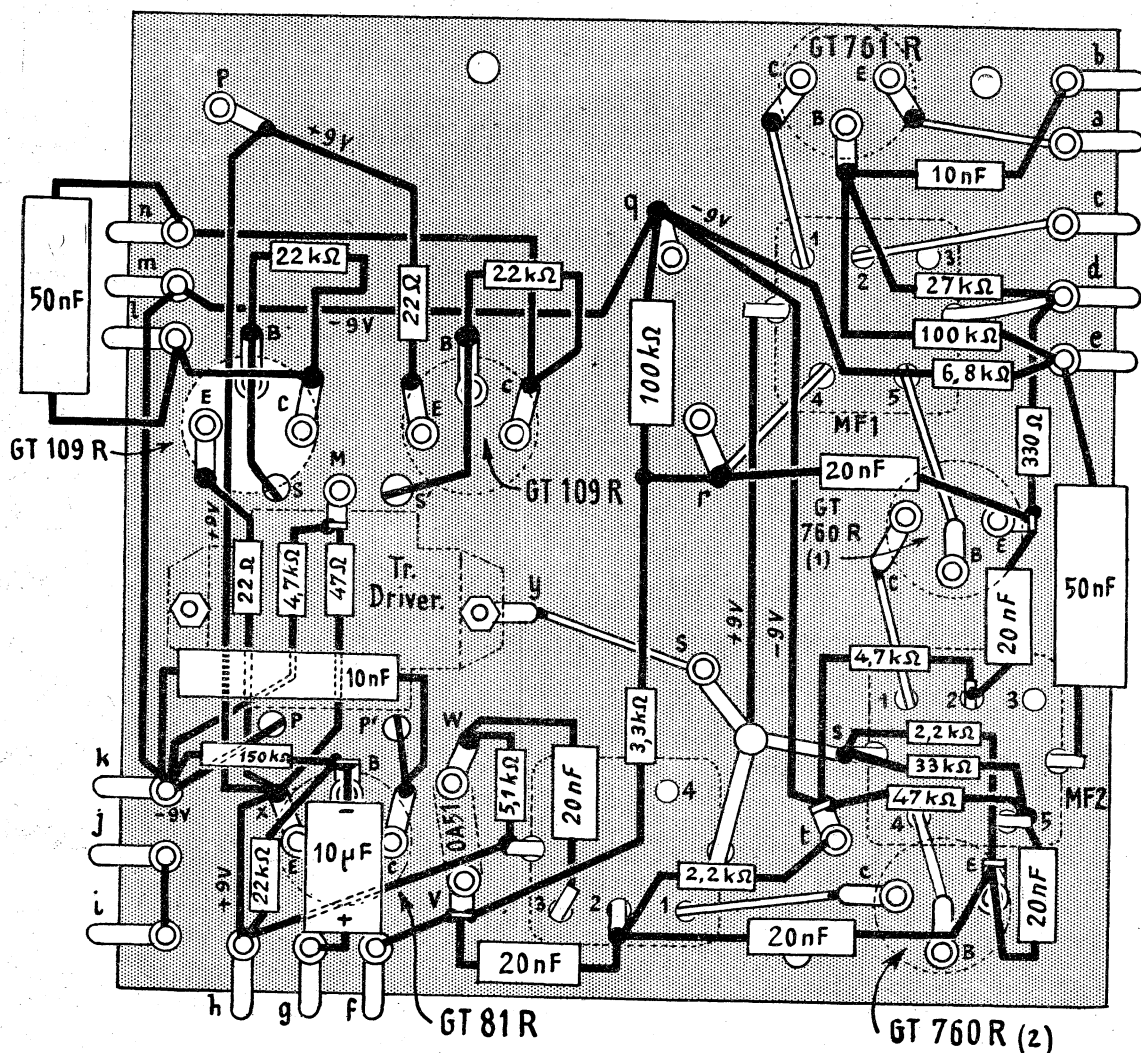 GT 761 R
C
E
b
P
B
a
+9V
10nF
n
q
-9V
c
22kΩ
22kΩ
1
2
3
m
50nF
22Ω
27kΩ
d
l
-9V
B
B
100kΩ
100kΩ
e
6,8kΩ
E
C
E
C
4
5
MF1
330Ω
GT 109 R
M
GT 109 R
r
20nF
S
S'
GT
760 R
(1)
E
+9V
C
B
22Ω
4,7kΩ
47Ω
Tr.
Driver.
y
+9V
-9V
20nF
50nF
S
4,7kΩ
10nF
1
2
3
P
P'
W
3,3kΩ
s
2,2kΩ
k
150kΩ
B
33kΩ
-9V
x
5,1kΩ
20nF
4
47kΩ
MF2
j
E
10µF
C
OA51
t
4
5
+9V
22kΩ
2,2kΩ
C
E
20nF
i
V
3
2
1
20nF
20nF
B
h
g
f
GT 81 R
GT 760 R (2)